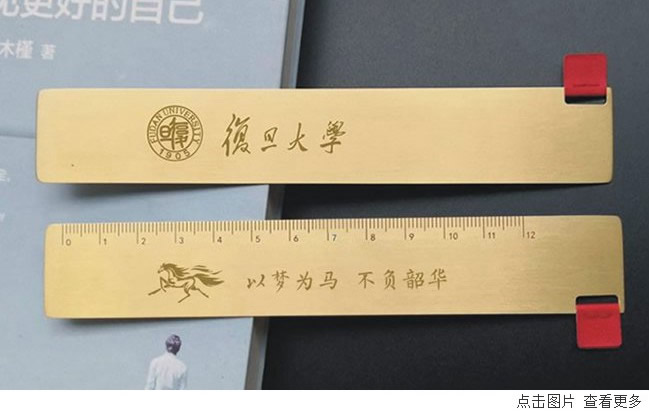 见更好的自己
木槿 著
FUDAN UNIVERSITY
1905
復旦大學
0 1 2 3 4 5 6 7 8 9 10 11 12
以梦为马 不负韶华
点击图片 查看更多